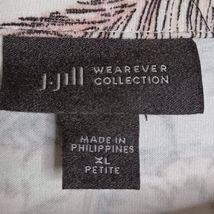 J.Jill WEAREVER
COLLECTION
MADE IN
PHILIPPINES
XL
PETITE